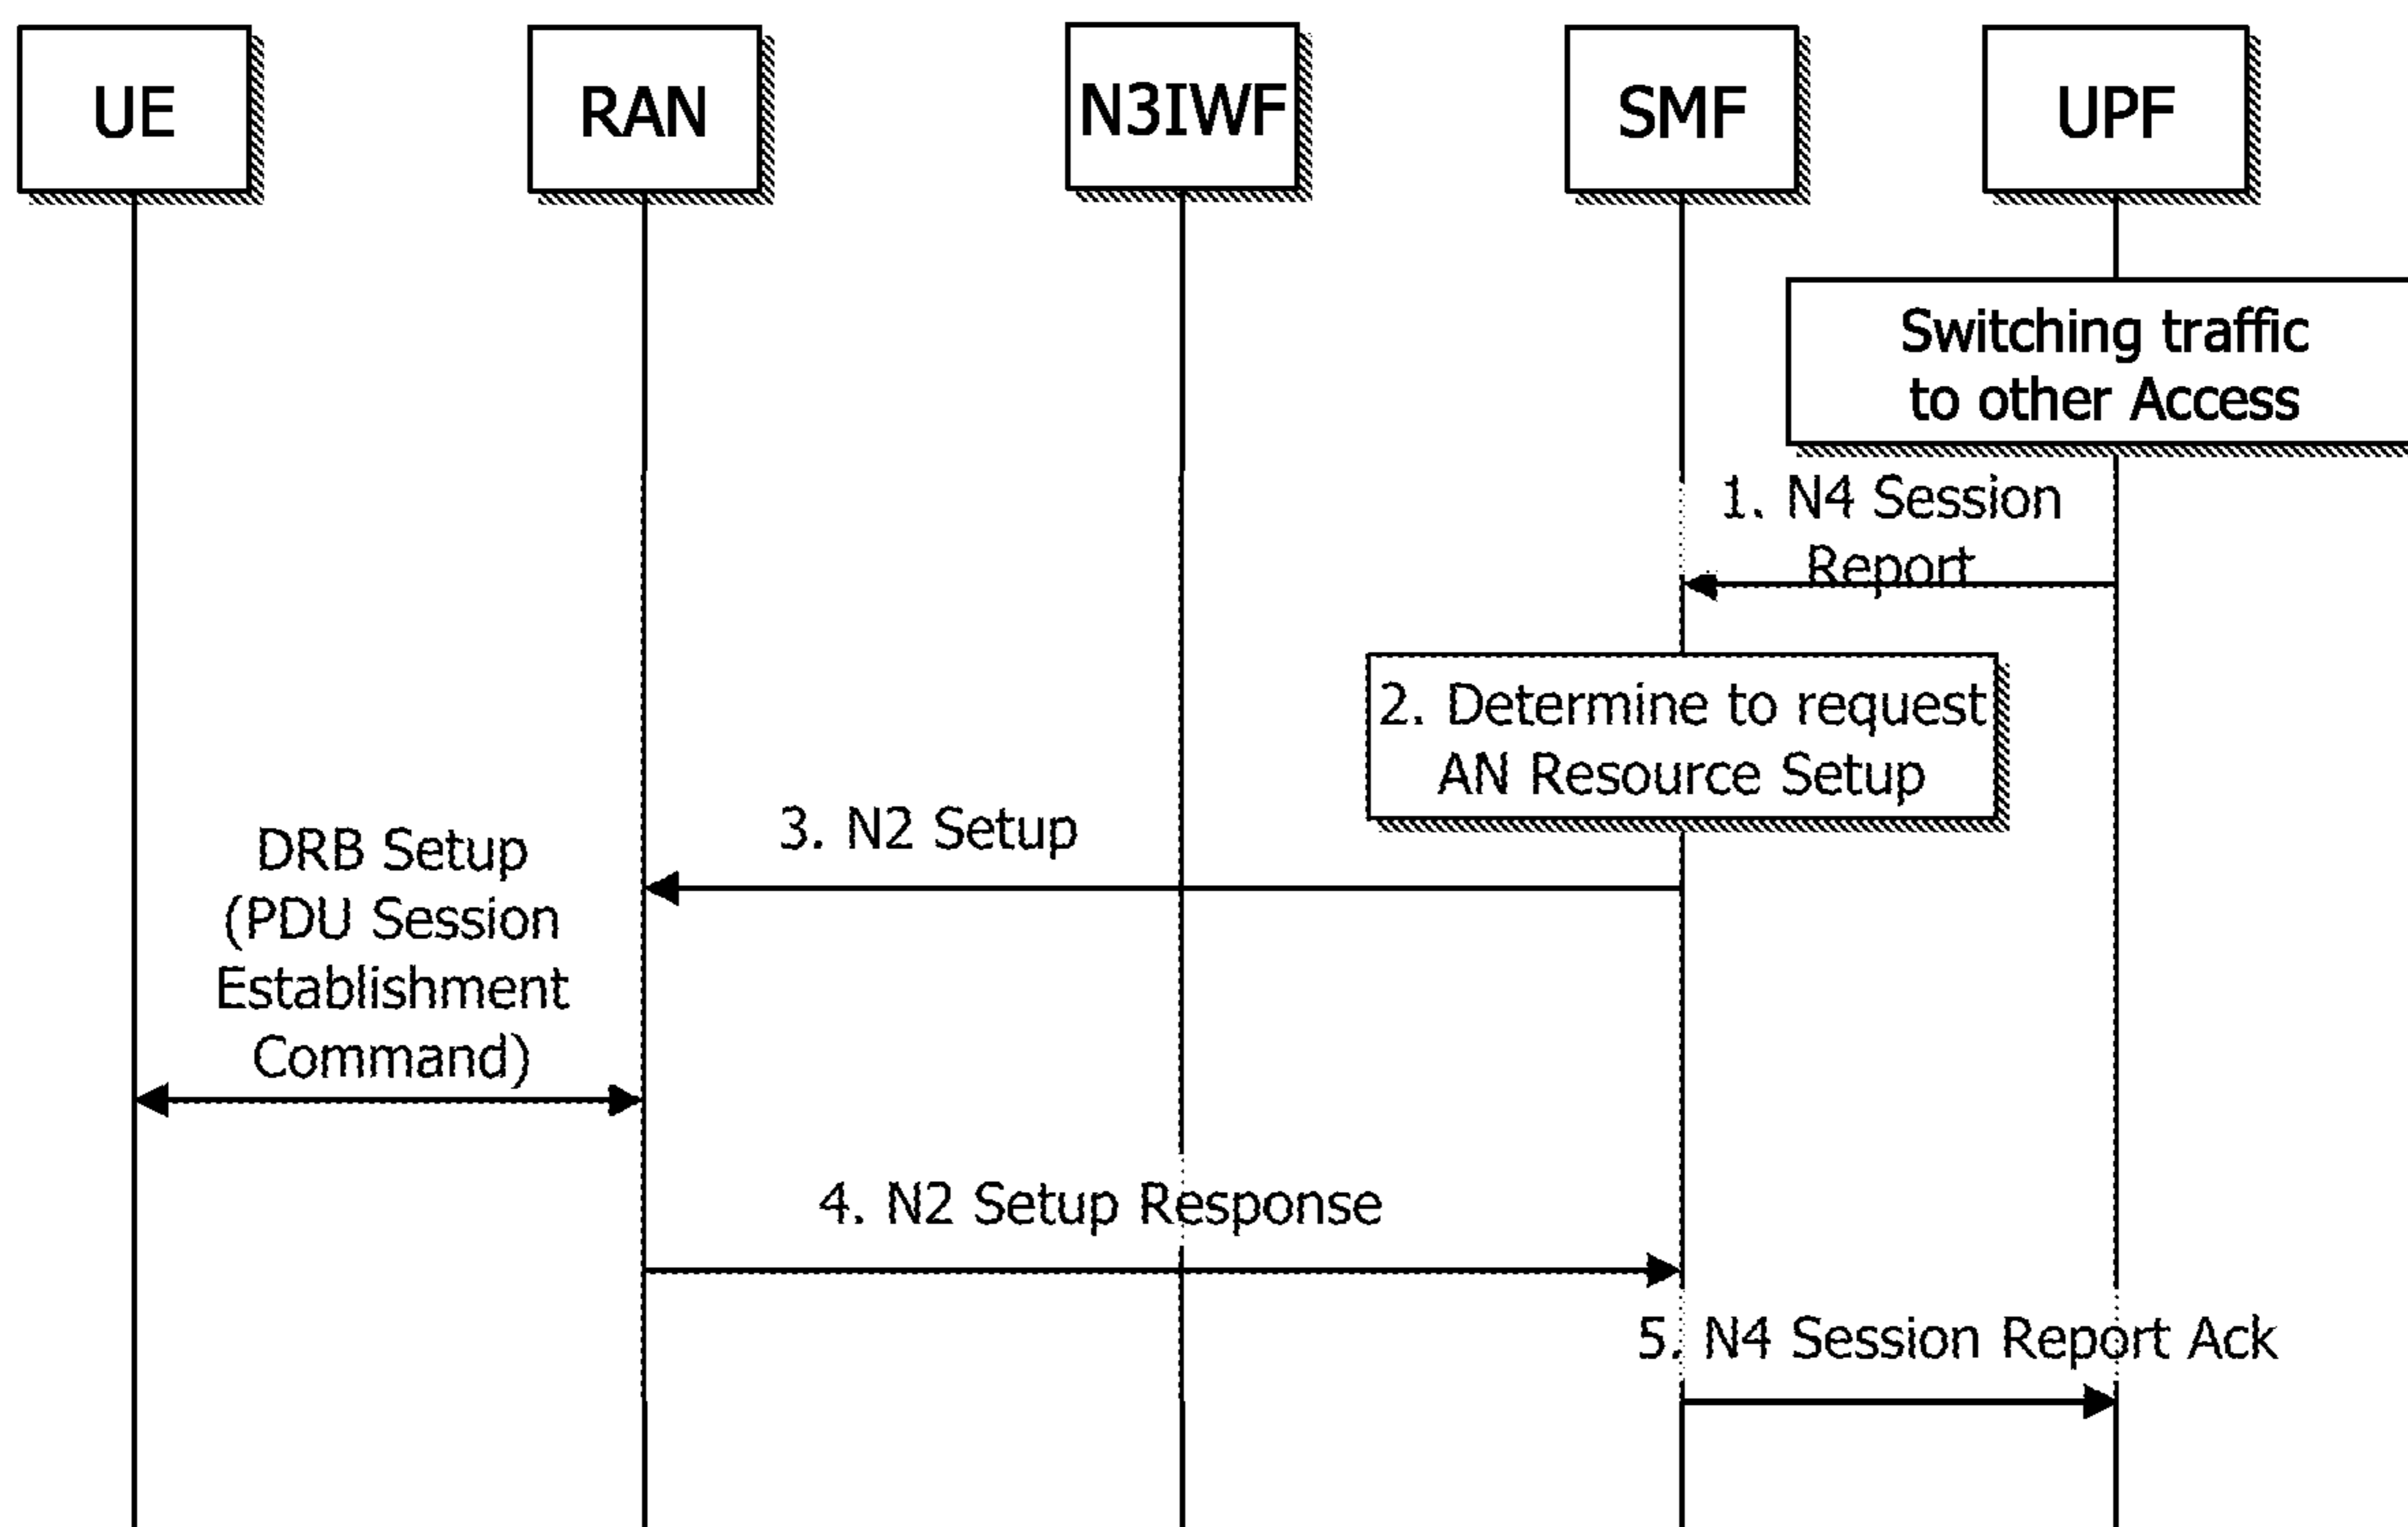 UE
RAN
N3IWF
SMF
UPF
Switching traffic
to other Access
1. N4 Session
Report
2. Determine to request
AN Resource Setup
3. N2 Setup
DRB Setup
(PDU Session
Establishment
Command)
4. N2 Setup Response
5. N4 Session Report Ack